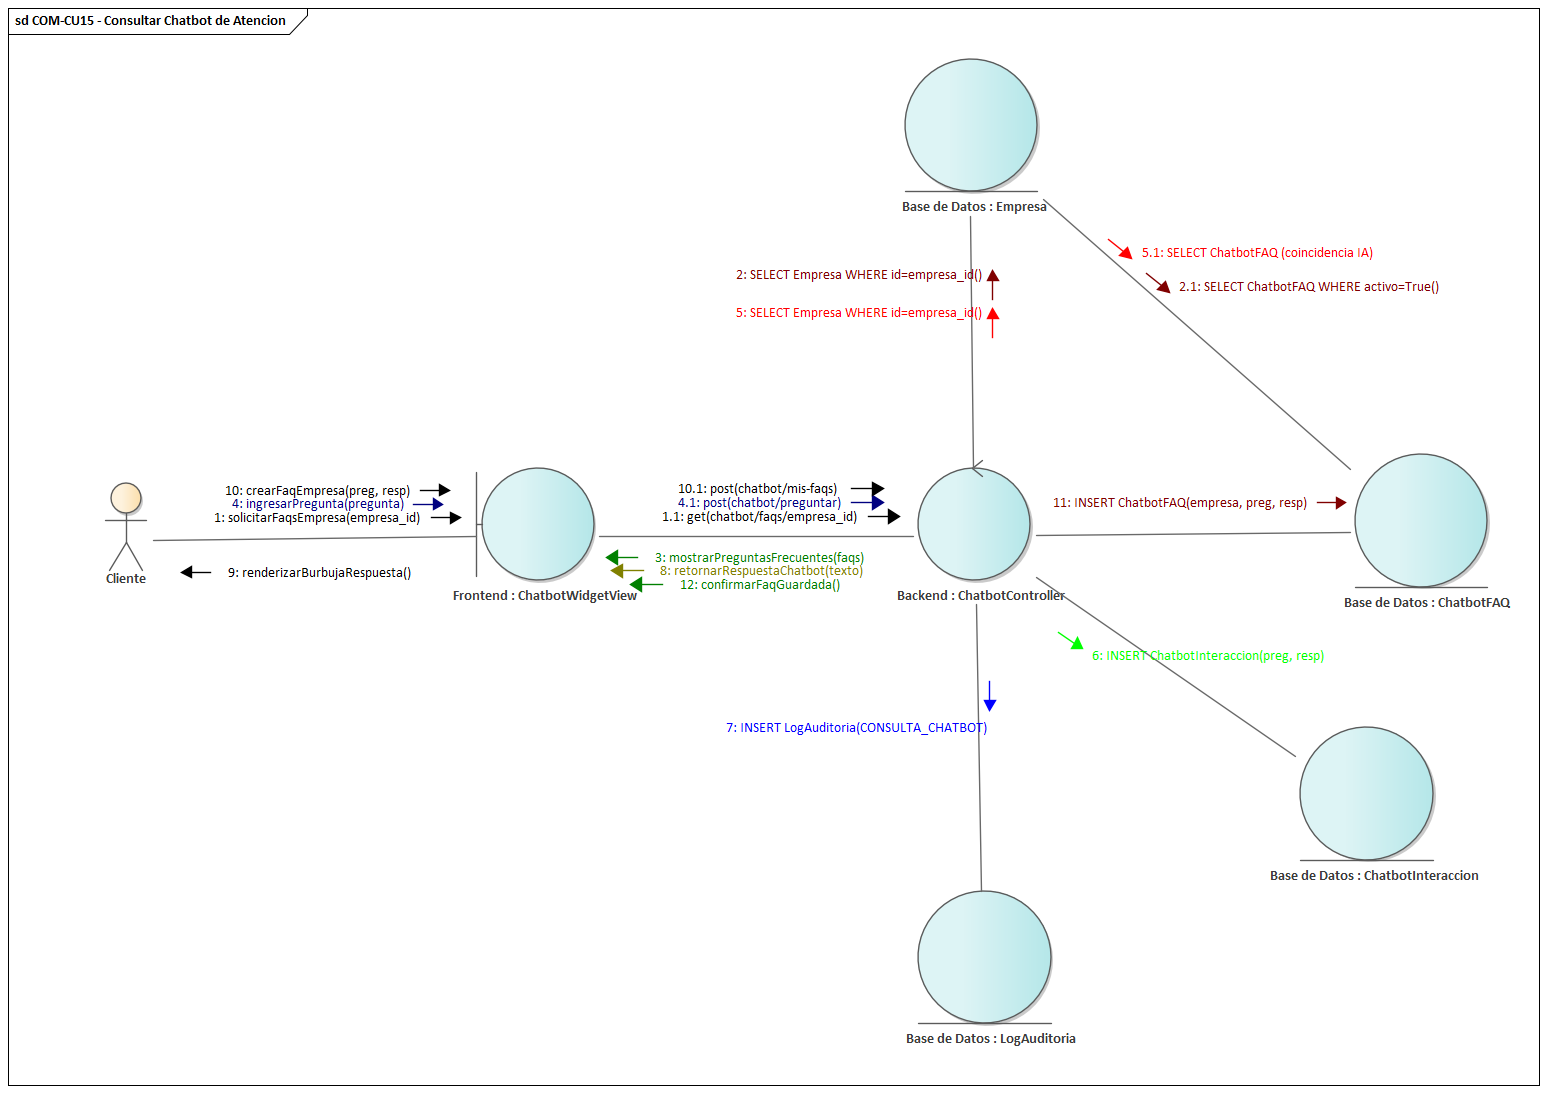 sd COM-CU15 - Consultar Chatbot de Atencion
Base de Datos : Empresa
5.1: SELECT ChatbotFAQ (coincidencia IA)
2: SELECT Empresa WHERE id=empresa_id()
2.1: SELECT ChatbotFAQ WHERE activo=True()
5: SELECT Empresa WHERE id=empresa_id()
10: crearFaqEmpresa(preg, resp)
4: ingresarPregunta(pregunta)
1: solicitarFaqsEmpresa(empresa_id)
10.1: post(chatbot/mis-faqs)
4.1: post(chatbot/preguntar)
1.1: get(chatbot/faqs/empresa_id)
11: INSERT ChatbotFAQ(empresa, preg, resp)
3: mostrarPreguntasFrecuentes(faqs)
8: retornarRespuestaChatbot(texto)
12: confirmarFaqGuardada()
9: renderizarBurbujaRespuesta()
Cliente
Frontend : ChatbotWidgetView
Backend : ChatbotController
Base de Datos : ChatbotFAQ
6: INSERT ChatbotInteraccion(preg, resp)
7: INSERT LogAuditoria(CONSULTA_CHATBOT)
Base de Datos : ChatbotInteraccion
Base de Datos : LogAuditoria